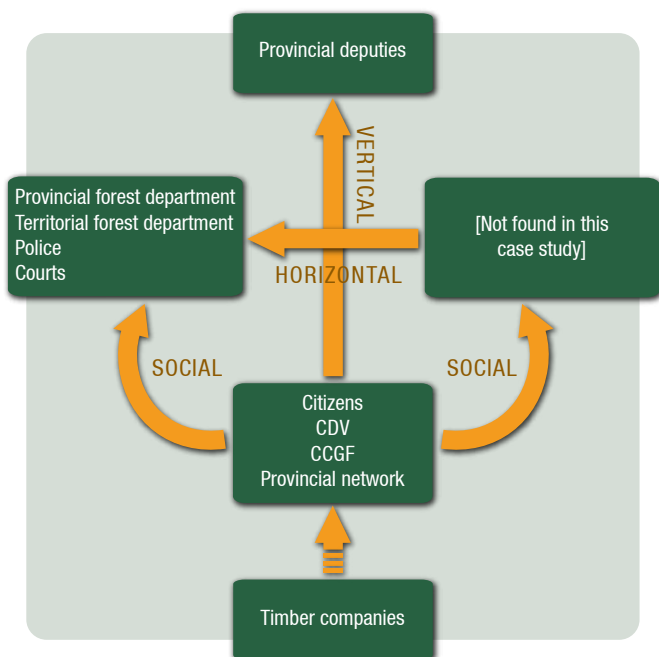 Provincial deputies
VERTICAL
Provincial forest department
Territorial forest department
Police
Courts
[Not found in this
case study]
HORIZONTAL
SOCIAL
SOCIAL
Citizens
CDV
CCGF
Provincial network
Timber companies